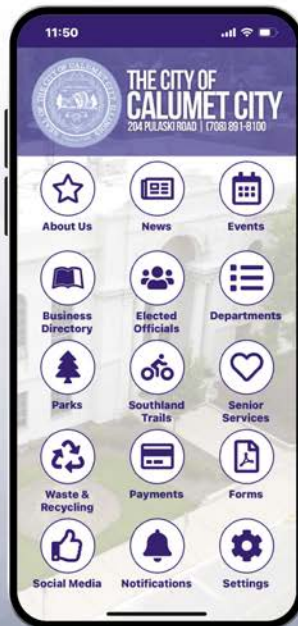 11:50
THE CITY OF
CALUMET CITY
204 PULASKI ROAD | (708) 891-8100
About Us
News
Events
Business
Directory
Elected
Officials
Departments
Parks
Southland
Trails
Senior
Services
Waste &
Recycling
Payments
Forms
Social Media
Notifications
Settings